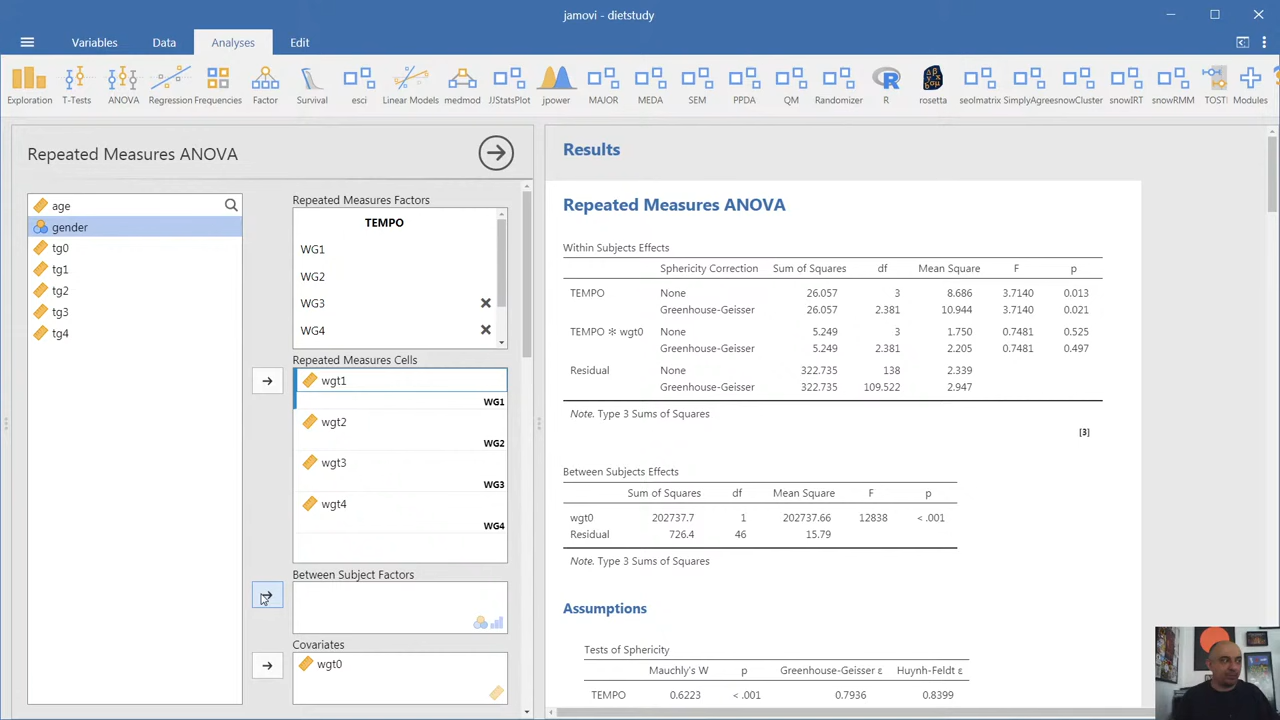 jamovi - dietstudy
Variables Data Analyses Edit
Exploration T-Tests ANOVA Regression Frequencies Factor Survival esci Linear Models medmod JJStatsPlot jpower MAJOR MEDA SEM PPDA QM Randomizer R rosetta seolmatrix SimplyAgree snowCluster snowIRT snowRMM TOSTI Modules
Repeated Measures ANOVA
age
gender
tg0
tg1
tg2
tg3
tg4
Repeated Measures Factors
TEMPO
WG1
WG2
WG3
WG4
Repeated Measures Cells
wgt1
WG1
wgt2
WG2
wgt3
WG3
wgt4
WG4
Between Subject Factors
Covariates
wgt0
Results
Repeated Measures ANOVA
Within Subjects Effects
Sphericity Correction Sum of Squares df Mean Square F p
TEMPO None 26.057 3 8.686 3.7140 0.013
Greenhouse-Geisser 26.057 2.381 10.944 3.7140 0.021
TEMPO ✻ wgt0 None 5.249 3 1.750 0.7481 0.525
Greenhouse-Geisser 5.249 2.381 2.205 0.7481 0.497
Residual None 322.735 138 2.339
Greenhouse-Geisser 322.735 109.522 2.947
Note. Type 3 Sums of Squares
[3]
Between Subjects Effects
Sum of Squares df Mean Square F p
wgt0 202737.7 1 202737.66 12838 < .001
Residual 726.4 46 15.79
Note. Type 3 Sums of Squares
Assumptions
Tests of Sphericity
Mauchly's W p Greenhouse-Geisser ε Huynh-Feldt ε
TEMPO 0.6223 < .001 0.7936 0.8399